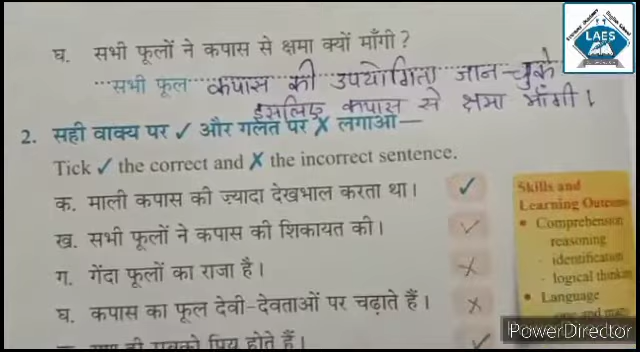 घ. सभी फूलों ने कपास से क्षमा क्यों माँगी ?
सभी फूल कपास की उपयोगिता जान चुके
इसलिए कपास से क्षमा माँगी ।
2. सही वाक्य पर ✓ और गलत पर ✗ लगाओ—
Tick ✓ the correct and ✗ the incorrect sentence.
क. माली कपास की ज़्यादा देखभाल करता था । ✓
ख. सभी फूलों ने कपास की शिकायत की । ✓
ग. गेंदा फूलों का राजा है । ✗
घ. कपास का फूल देवी-देवताओं पर चढ़ाते हैं । ✗
ही सबको प्रिय होते हैं । ✓
Skills and
Learning Outcome
• Comprehension
reasoning
- identification
- logical thinking
• Language
LAES
PowerDirector